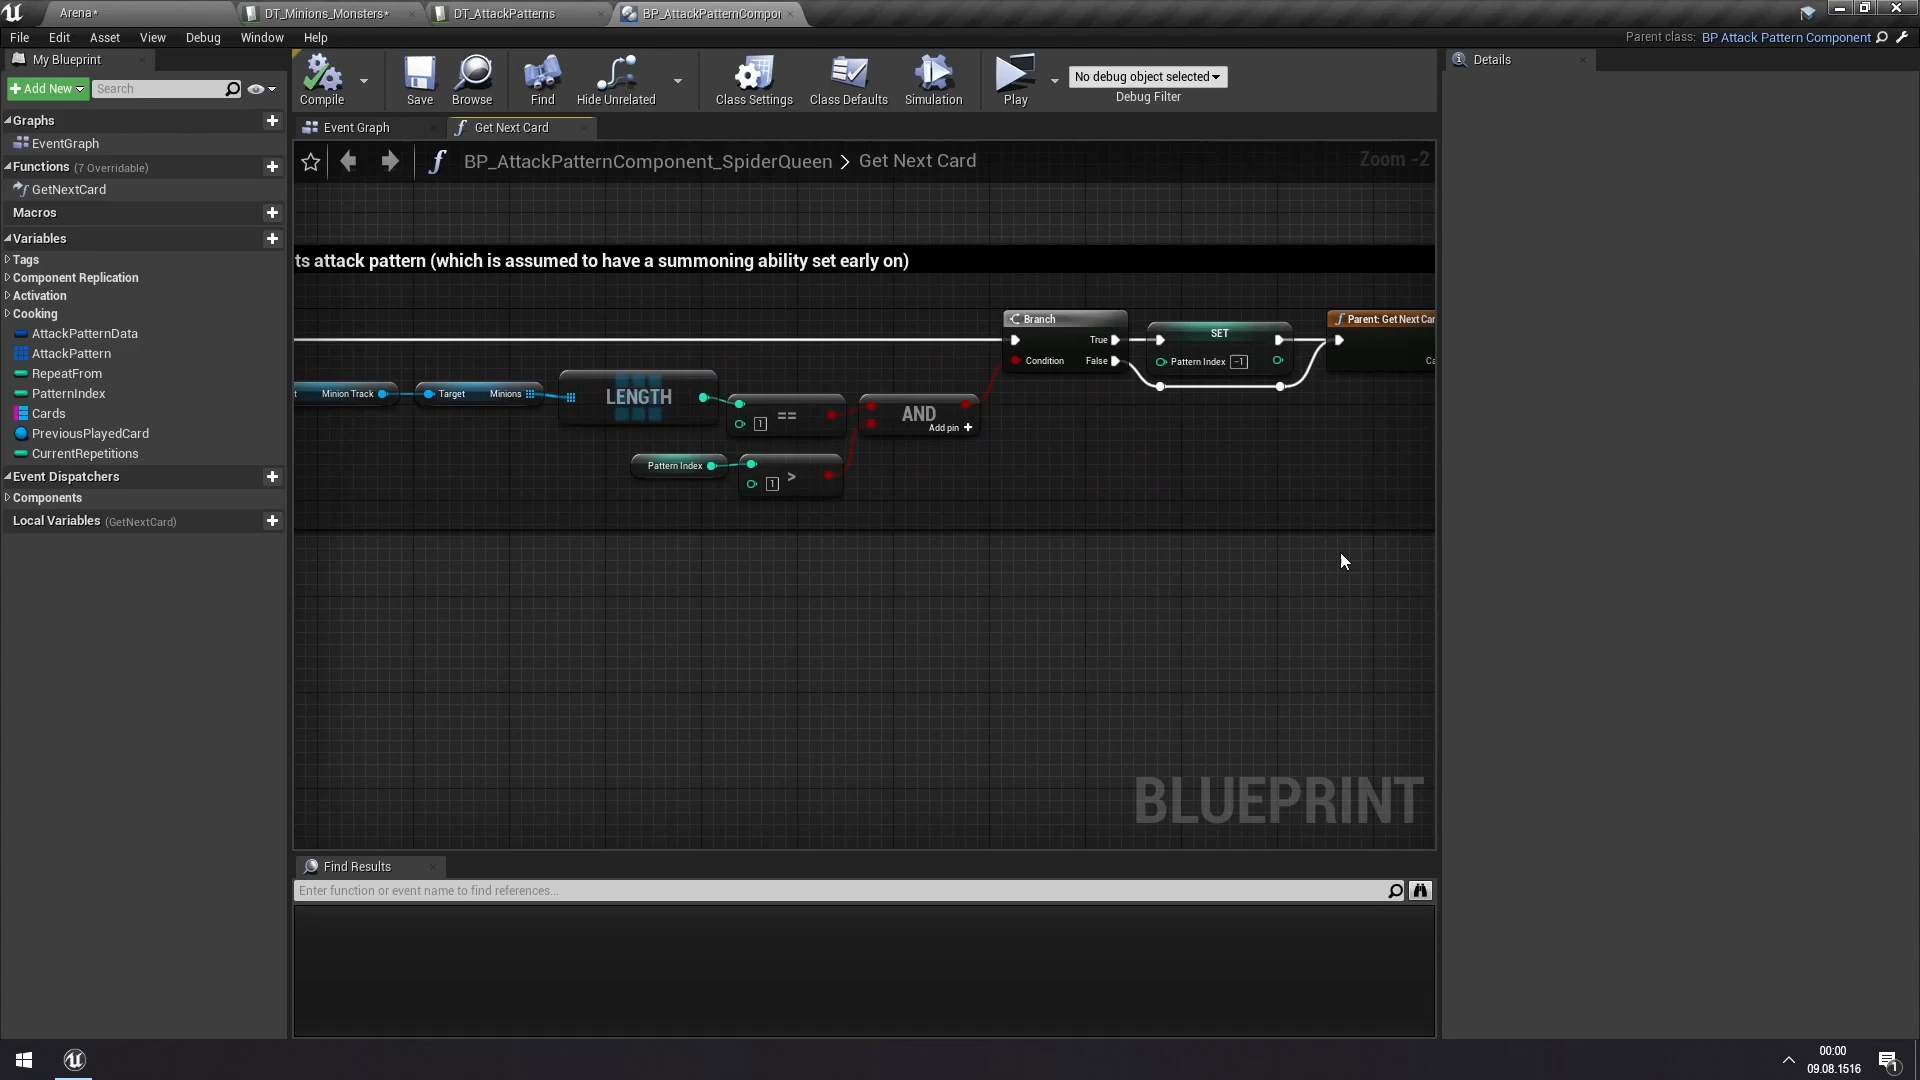 Arena*
DT_Minions_Monsters*
DT_AttackPatterns
BP_AttackPatternCompor
File
Edit
Asset
View
Debug
Window
Help
Parent class:
BP Attack Pattern Component
My Blueprint
Add New
Search
Graphs
EventGraph
Functions (7 Overridable)
GetNextCard
Macros
Variables
Tags
Component Replication
Activation
Cooking
AttackPatternData
AttackPattern
RepeatFrom
PatternIndex
Cards
PreviousPlayedCard
CurrentRepetitions
Event Dispatchers
Components
Local Variables (GetNextCard)
Compile
Save
Browse
Find
Hide Unrelated
Class Settings
Class Defaults
Simulation
Play
No debug object selected
Debug Filter
Event Graph
Get Next Card
BP_AttackPatternComponent_SpiderQueen > Get Next Card
Zoom -2
ts attack pattern (which is assumed to have a summoning ability set early on)
Branch
True
Condition
False
SET
Pattern Index -1
Parent: Get Next Car
Ca
t
Minion Track
Target
Minions
LENGTH
1
==
AND
Add pin +
Pattern Index
1
>
BLUEPRINT
Find Results
Enter function or event name to find references...
Details
00:00
09.08.1516
1